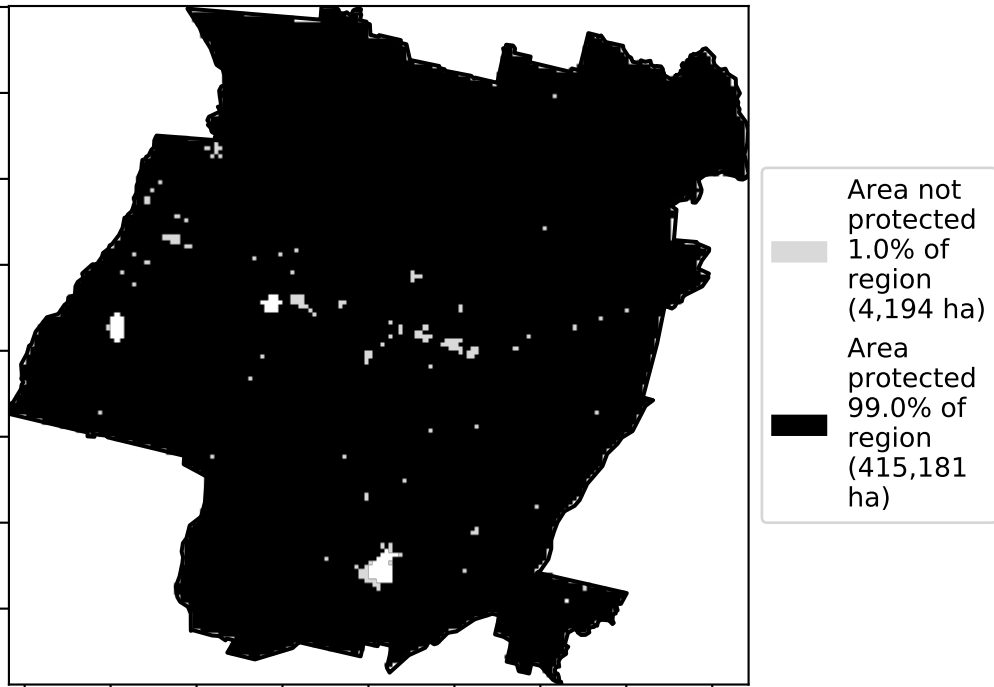 Area not
protected
1.0% of
region
(4,194 ha)
Area
protected
99.0% of
region
(415,181
ha)